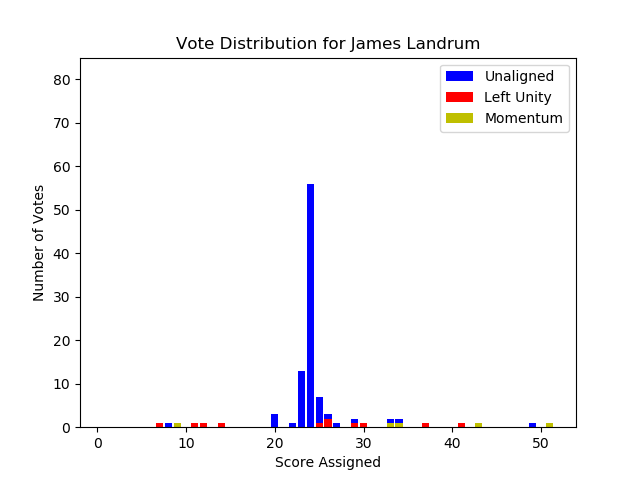 Vote Distribution for James Landrum
Unaligned
Left Unity
Momentum
Number of Votes
80
70
60
50
40
30
20
10
0
0 10 20 30 40 50
Score Assigned